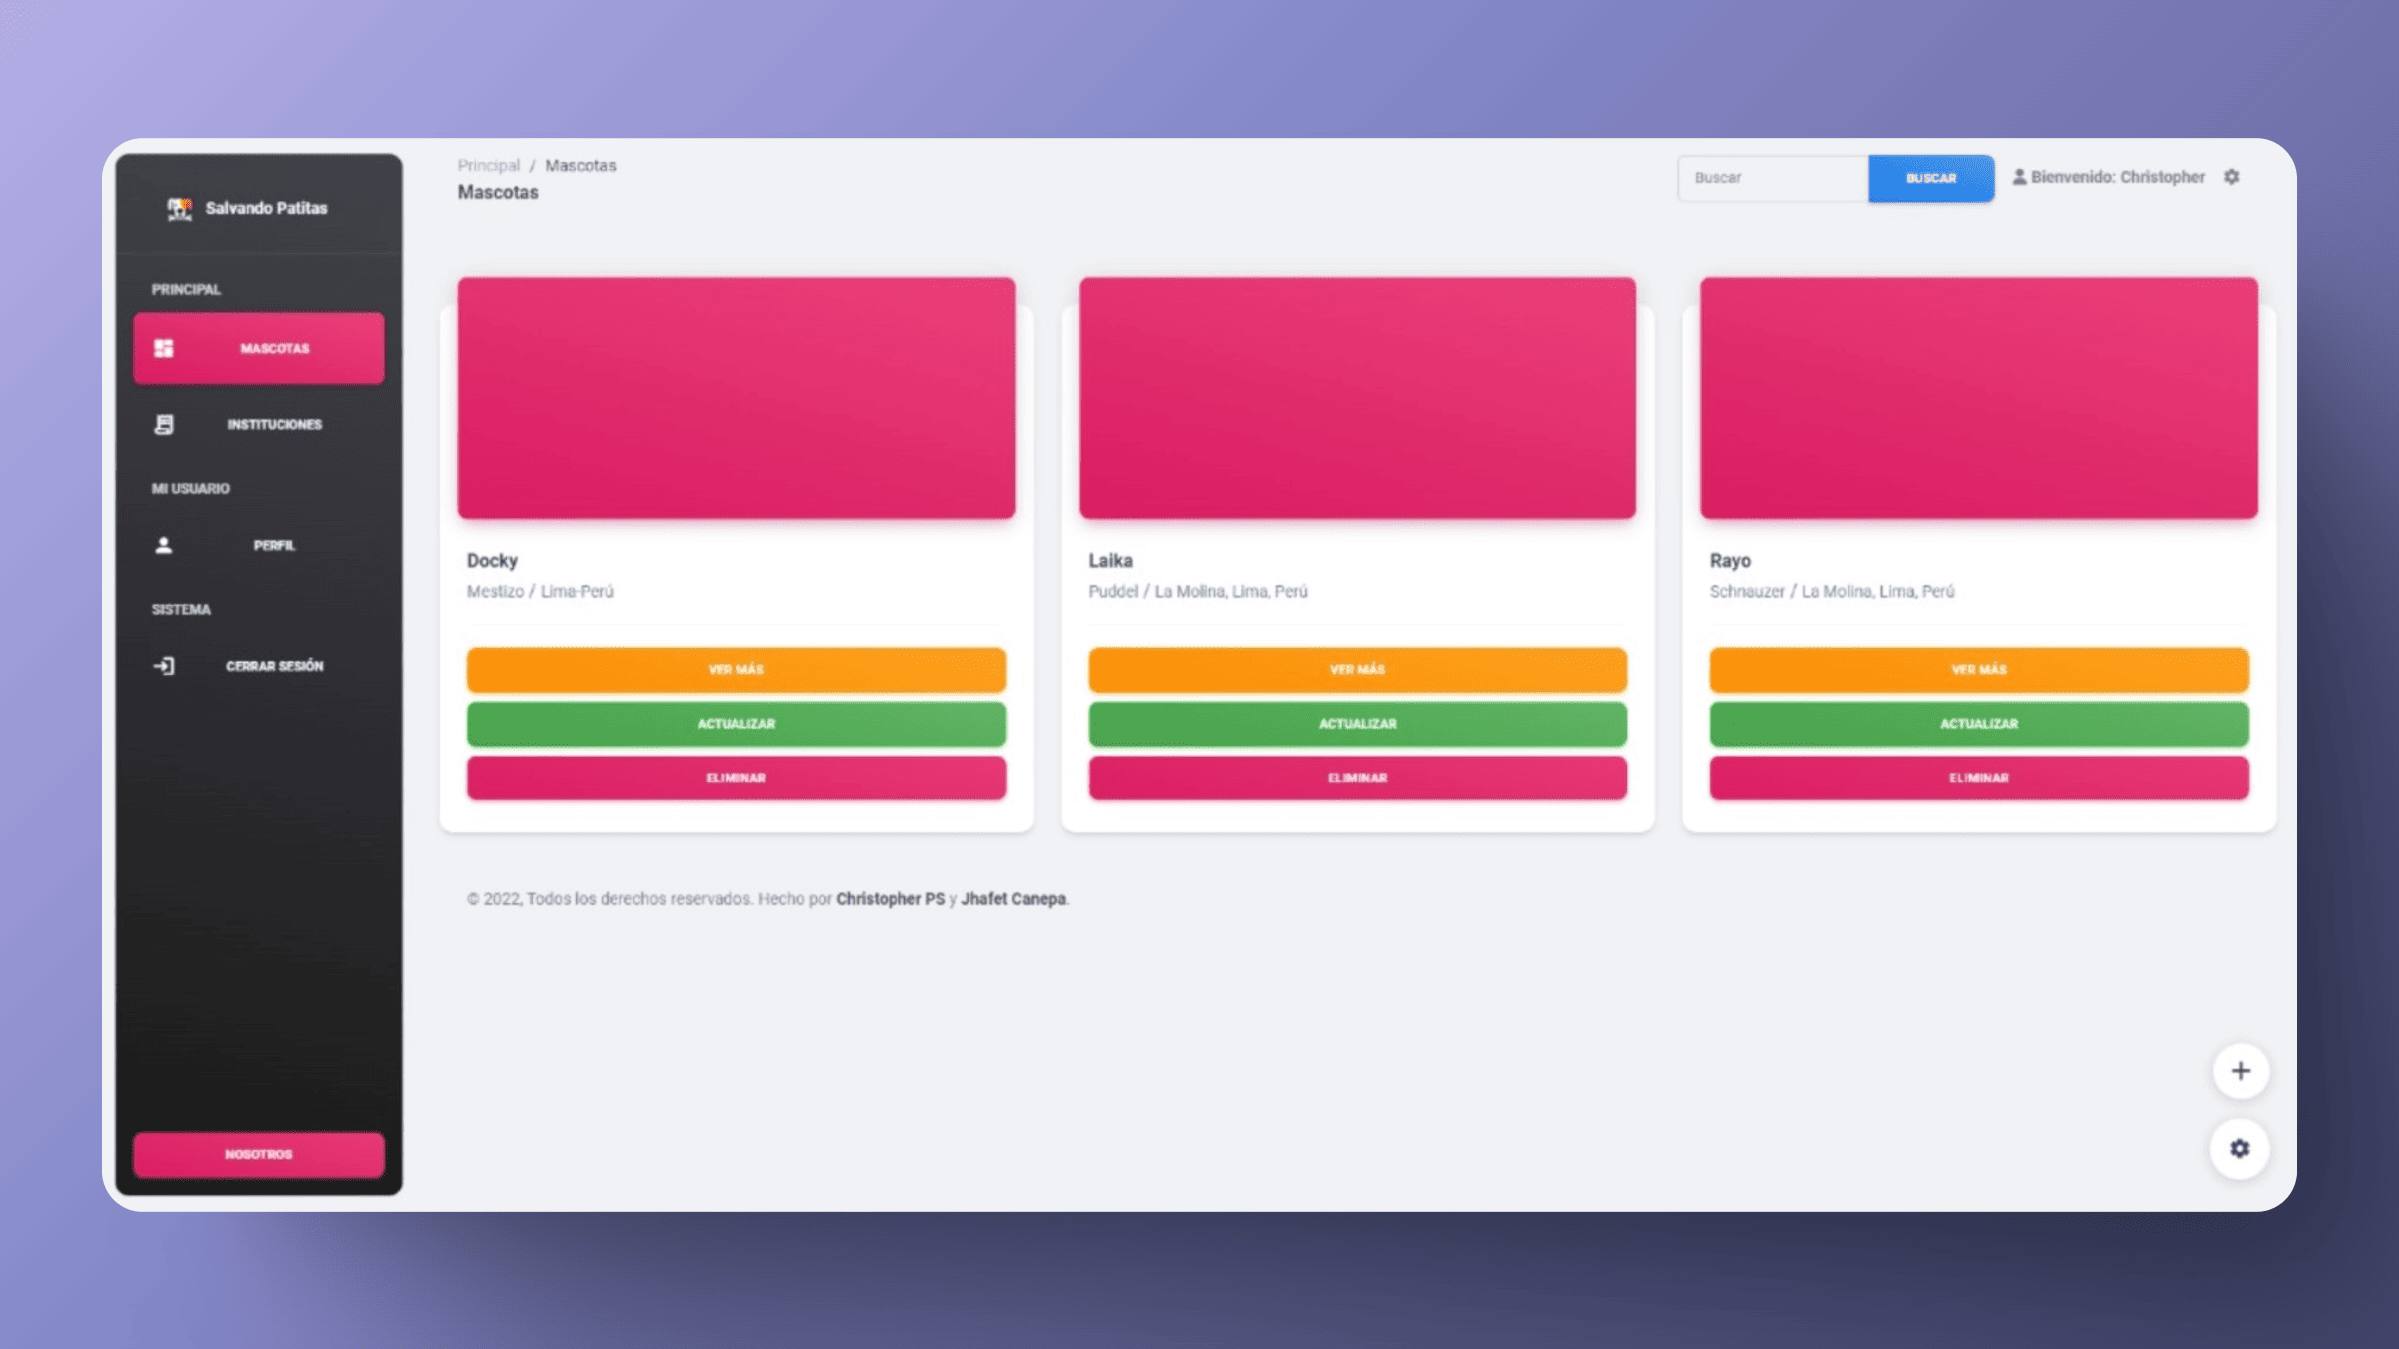 Salvando Patitas
PRINCIPAL
MASCOTAS
INSTITUCIONES
MI USUARIO
PERFIL
SISTEMA
CERRAR SESIÓN
NOSOTROS
Principal / Mascotas
Mascotas
Buscar
BUSCAR
Bienvenido: Christopher
Docky
Mestizo / Lima-Perú
VER MÁS
ACTUALIZAR
ELIMINAR
Laika
Puddel / La Molina, Lima, Perú
VER MÁS
ACTUALIZAR
ELIMINAR
Rayo
Schnauzer / La Molina, Lima, Perú
VER MÁS
ACTUALIZAR
ELIMINAR
© 2022, Todos los derechos reservados. Hecho por Christopher PS y Jhafet Canepa.